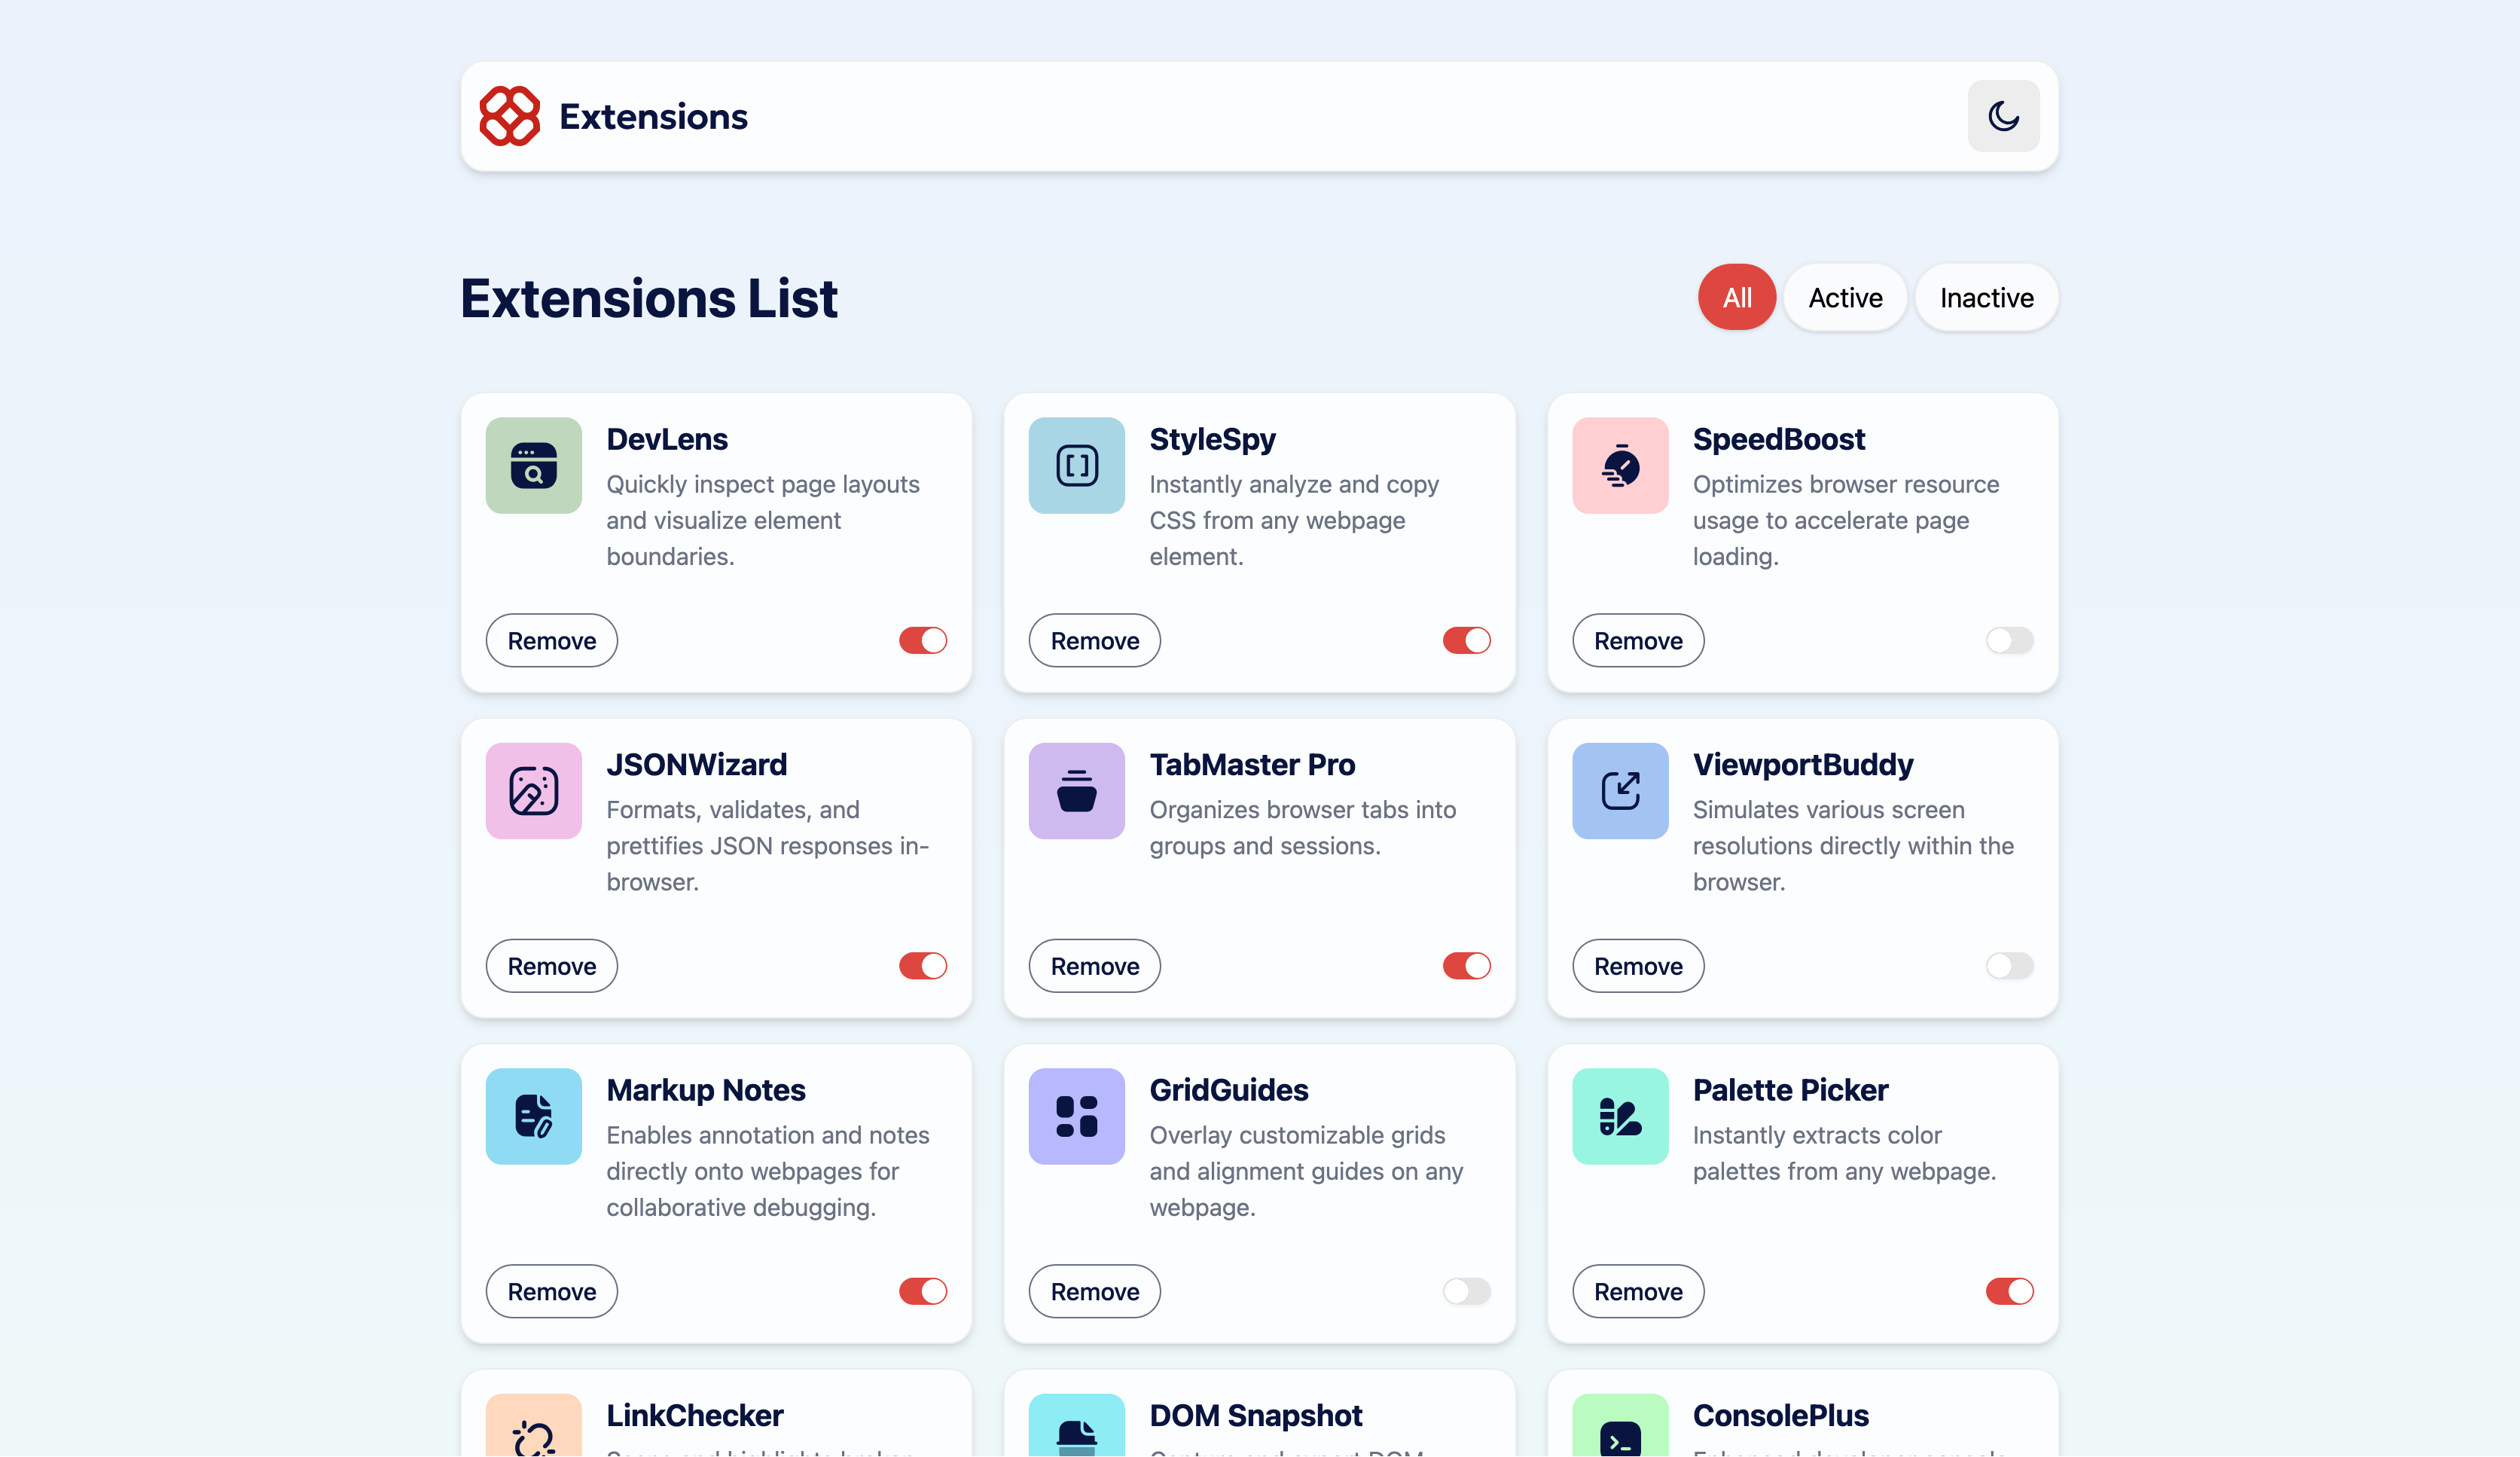 Extensions
Extensions List
All
Active
Inactive
DevLens
Quickly inspect page layouts
and visualize element
boundaries.
Remove
StyleSpy
Instantly analyze and copy
CSS from any webpage
element.
Remove
SpeedBoost
Optimizes browser resource
usage to accelerate page
loading.
Remove
JSONWizard
Formats, validates, and
prettifies JSON responses in-
browser.
Remove
TabMaster Pro
Organizes browser tabs into
groups and sessions.
Remove
ViewportBuddy
Simulates various screen
resolutions directly within the
browser.
Remove
Markup Notes
Enables annotation and notes
directly onto webpages for
collaborative debugging.
Remove
GridGuides
Overlay customizable grids
and alignment guides on any
webpage.
Remove
Palette Picker
Instantly extracts color
palettes from any webpage.
Remove
LinkChecker
DOM Snapshot
ConsolePlus